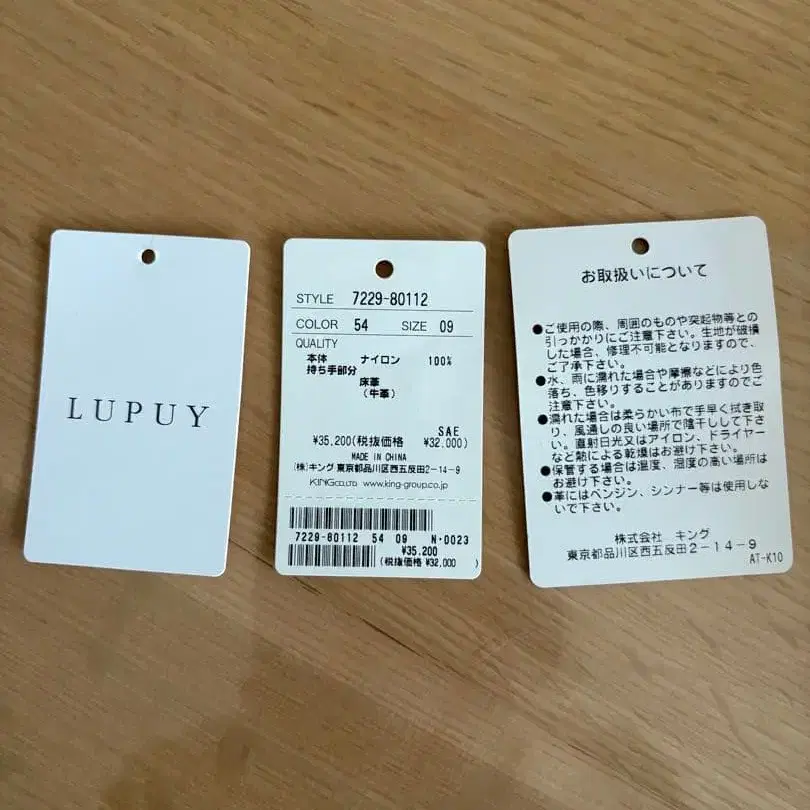 LUPUY
STYLE 7229-80112
COLOR 54 SIZE 09
QUALITY
本体 ナイロン 100%
持ち手部分
床革
(牛革)
SAE
¥35,200(税抜価格 ¥32,000)
MADE IN CHINA
(株)キング 東京都品川区西五反田2-14-9
KING CO.,LTD. www.king-group.co.jp
7229-80112 54 09 N・0023
¥35,200
(税抜価格 ¥32,000)
お取扱いについて
●ご使用の際、周囲のものや突起物等との
引っかかりにご注意下さい。生地が破損
した場合、修理不可能となりますので、
ご了承下さい。
●水、雨に濡れた場合や摩擦などにより色
落ち、色移りすることがありますのでご
注意下さい。
●濡れた場合は柔らかい布で手早く拭き取
り、風通しの良い場所で陰干しして下さ
い。直射日光又はアイロン、ドライヤー
など熱による乾燥はお避け下さい。
●保管する場合は温度、湿度の高い場所は
お避け下さい。
●革にはベンジン、シンナー等は使用しな
いで下さい。
株式会社 キング
東京都品川区西五反田2-14-9
AT-K10